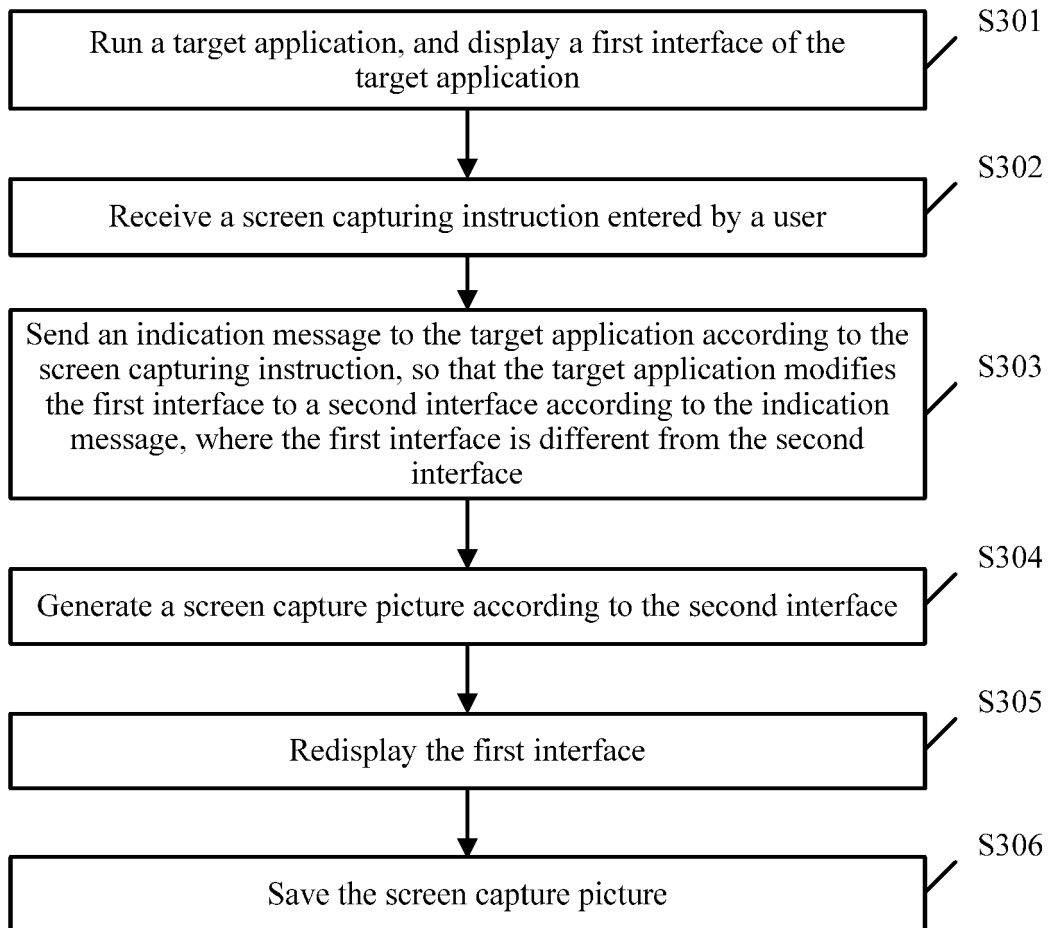 S301
Run a target application, and display a first interface of the
target application
S302
Receive a screen capturing instruction entered by a user
S303
Send an indication message to the target application according to the
screen capturing instruction, so that the target application modifies
the first interface to a second interface according to the indication
message, where the first interface is different from the second
interface
S304
Generate a screen capture picture according to the second interface
S305
Redisplay the first interface
S306
Save the screen capture picture